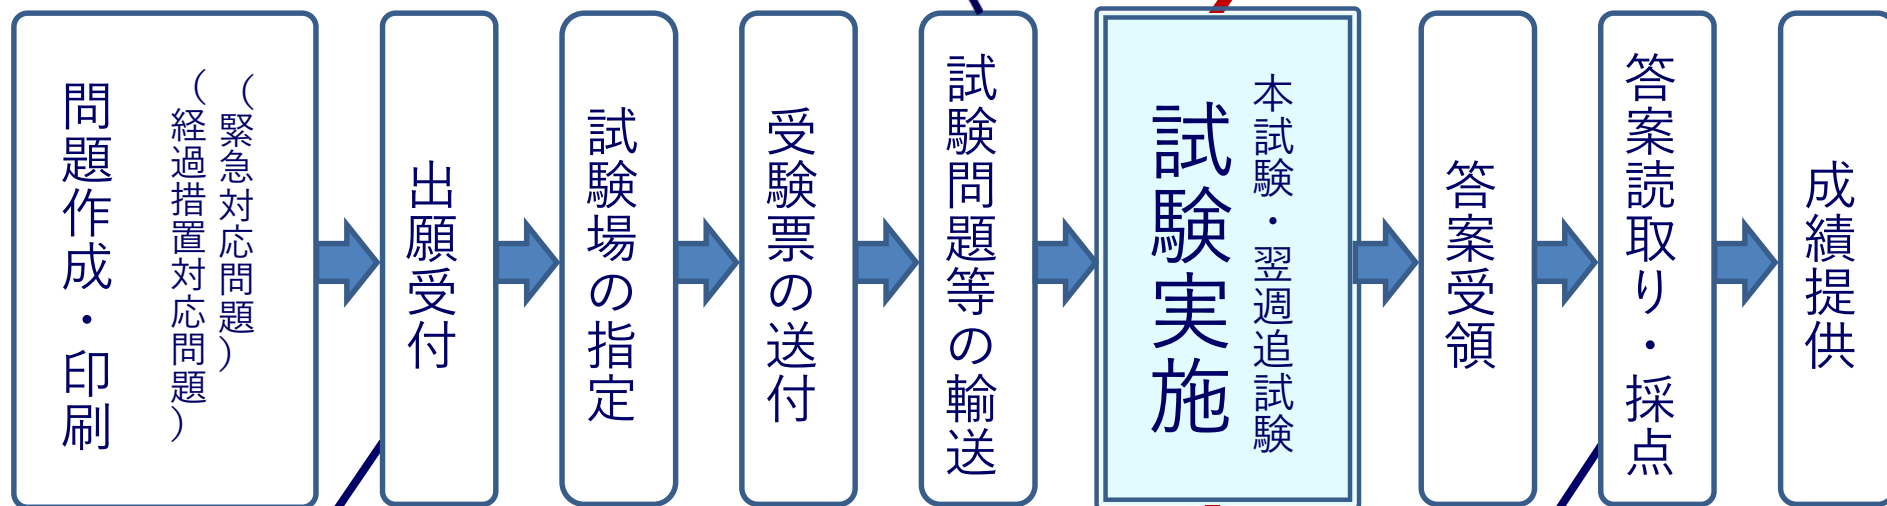 （緊急対応問題）
（経過措置対応問題）
問題作成・印刷
出願受付
試験場の指定
受験票の送付
試験問題等の輸送
本試験・翌週追試験
試験実施
答案受領
答案読取り・採点
成績提供